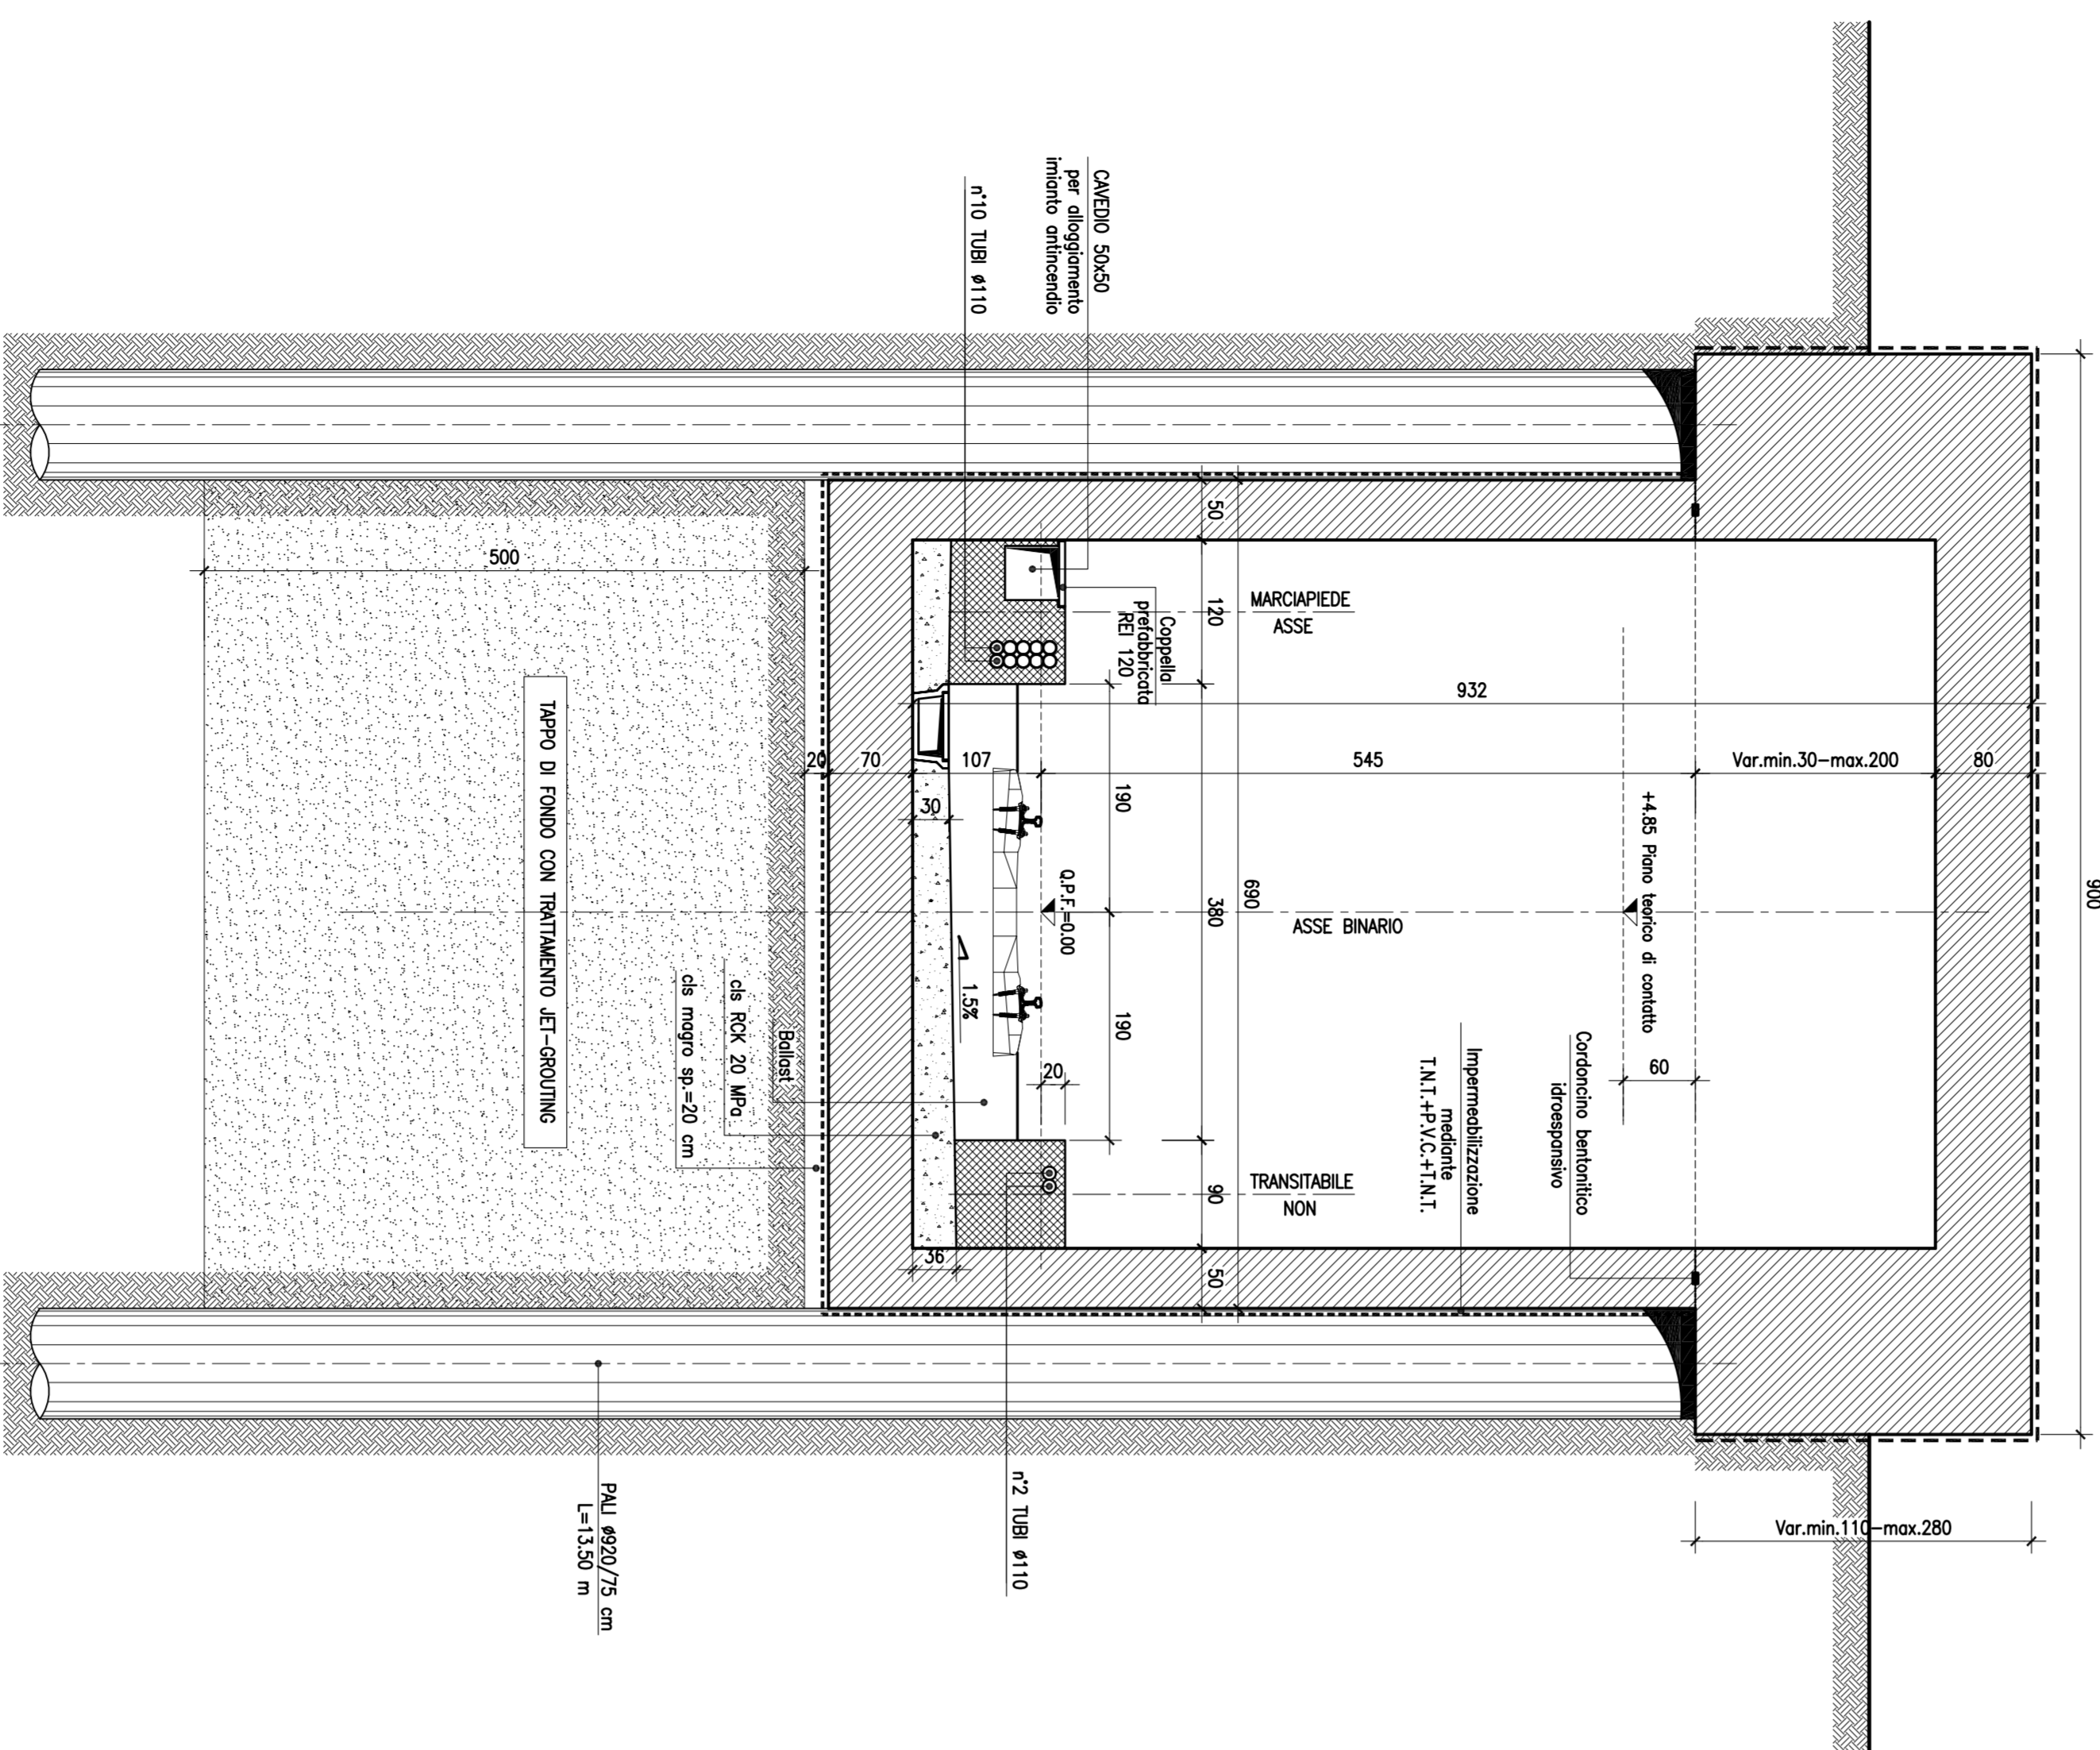 900
Var.min.110-max.280
80
Var.min.30-max.200
545
107
70
20
932
+4.85 Piano teorico di contatto
60
Cordoncino bentonitico
idroespansivo
Impermeabilizzazione
mediante
T.N.T.+P.V.C.+T.N.T.
ASSE BINARIO
MARCIAPIEDE
ASSE
TRANSITABILE
NON
690
50
120
380
90
50
Coppella
prefabbricata
REI 120
190
190
CAVEDIO 50x50
per alloggiamento
imianto antincendio
n°10 TUBI ø110
Q.P.F.=0.00
20
1.5%
30
36
n°2 TUBI ø110
Ballast
cls RCK 20 MPa
cls magro sp.=20 cm
500
TAPPO DI FONDO CON TRATTAMENTO JET-GROUTING
PALI ø920/75 cm
L=13.50 m